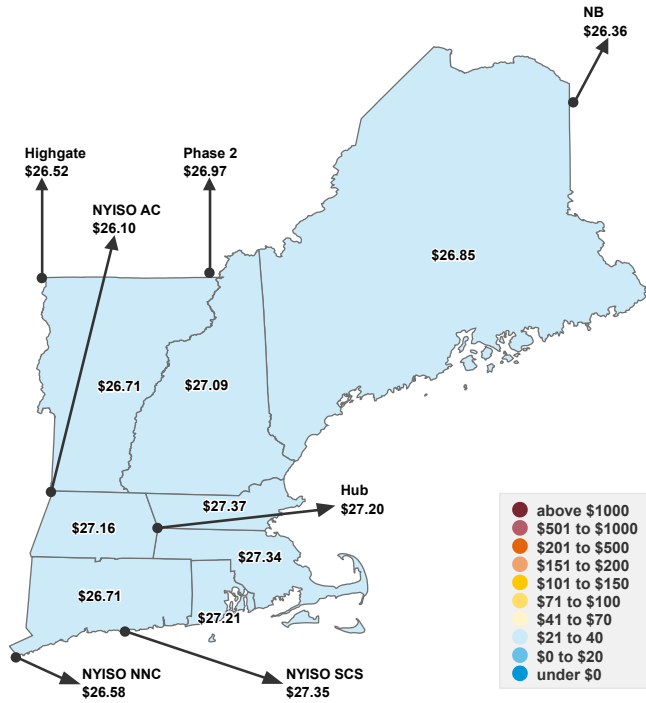 NB
$26.36
Highgate
$26.52
Phase 2
$26.97
NYISO AC
$26.10
$26.85
$26.71
$27.09
$27.37
Hub
$27.20
$27.16
$27.34
$26.71
$27.21
NYISO NNC
$26.58
NYISO SCS
$27.35
above $1000
$501 to $1000
$201 to $500
$151 to $200
$101 to $150
$71 to $100
$41 to $70
$21 to 40
$0 to $20
under $0